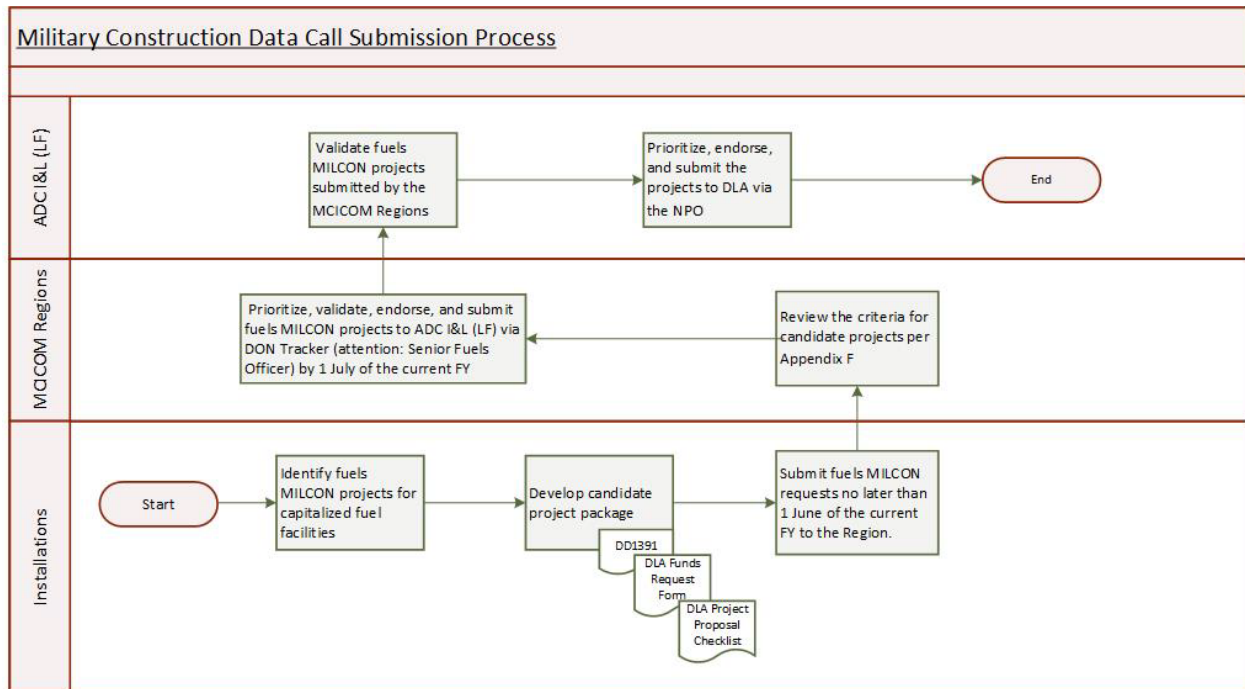 Military Construction Data Call Submission Process
ADC I&L (LF)
Validate fuels
MILCON projects
submitted by the
MCICOM Regions
Prioritize, endorse,
and submit the
projects to DLA via
the NPO
End
MCICOM Regions
Prioritize, validate, endorse, and submit
fuels MILCON projects to ADC I&L (LF) via
DON Tracker (attention: Senior Fuels
Officer) by 1 July of the current FY
Review the criteria for
candidate projects per
Appendix F
Installations
Start
Identify fuels
MILCON projects for
capitalized fuel
facilities
Develop candidate
project package
DD1391
DLA Funds
Request
Form
DLA Project
Proposal
Checklist
Submit fuels MILCON
requests no later than
1 June of the current
FY to the Region.